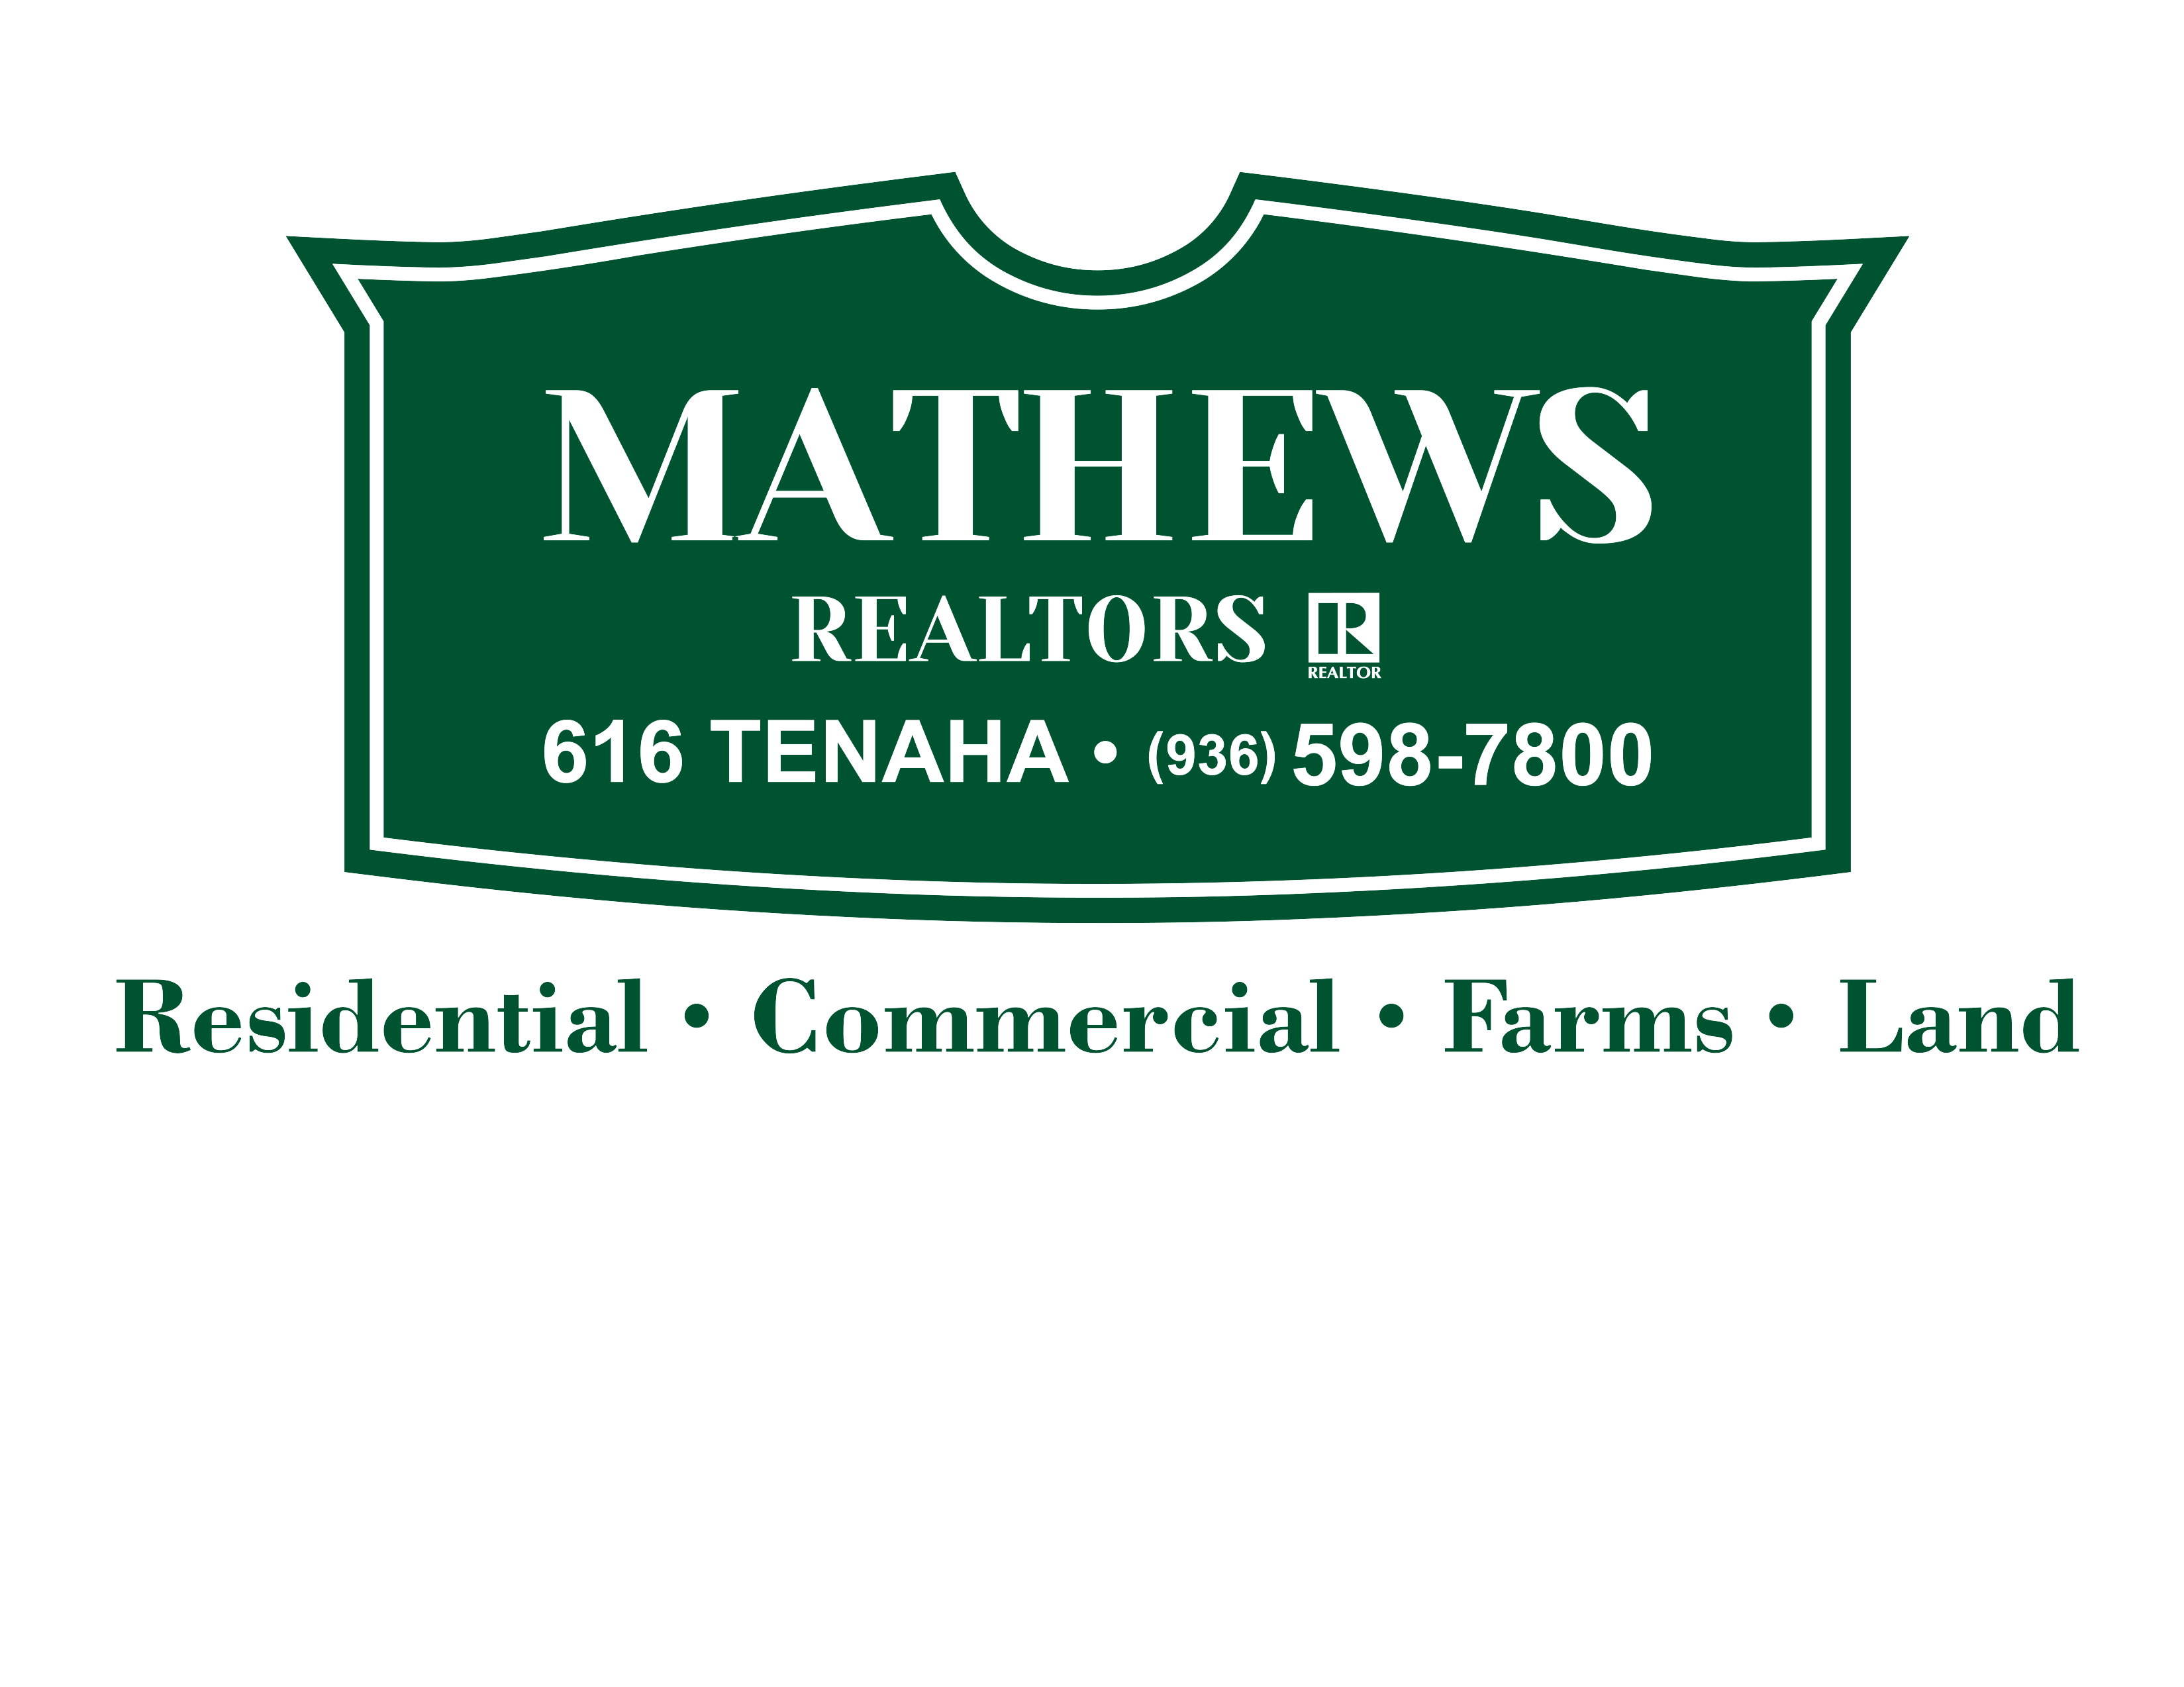 MATHEWS
REALTORS
R
REALTOR
616 TENAHA • (936) 598-7800
Residential • Commercial • Farms • Land